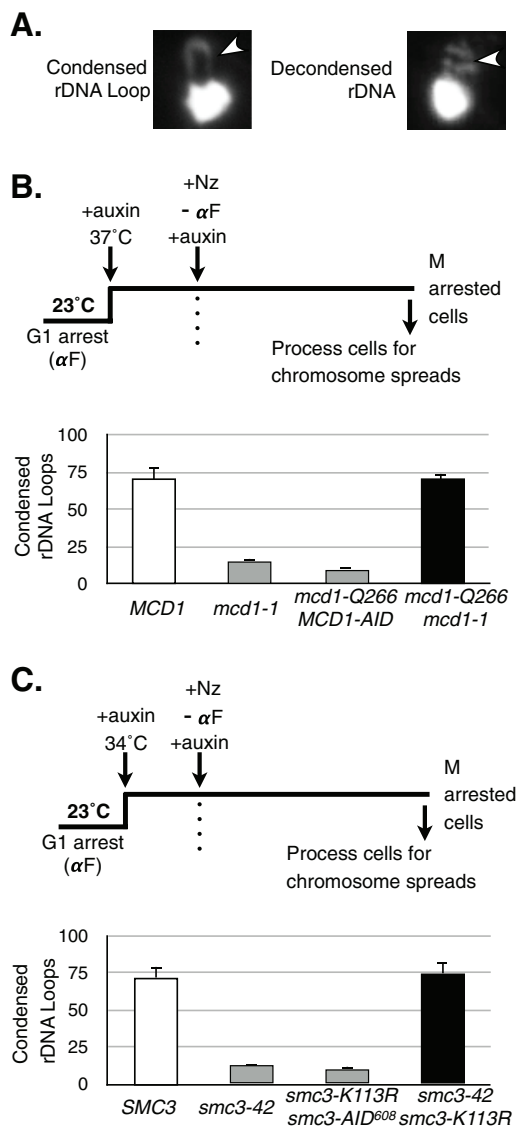 A.
Condensed
rDNA Loop
Decondensed
rDNA
B.
+auxin
37˚C
+Nz
- αF
+auxin
23˚C
G1 arrest
(αF)
M
arrested
cells
Process cells for
chromosome spreads
Condensed
rDNA Loops
100
75
50
25
0
MCD1
mcd1-1
mcd1-Q266
MCD1-AID
mcd1-Q266
mcd1-1
C.
+auxin
34˚C
+Nz
- αF
+auxin
23˚C
G1 arrest
(αF)
M
arrested
cells
Process cells for
chromosome spreads
Condensed
rDNA Loops
100
75
50
25
0
SMC3
smc3-42
smc3-K113R
smc3-AID⁶⁰⁸
smc3-42
smc3-K113R